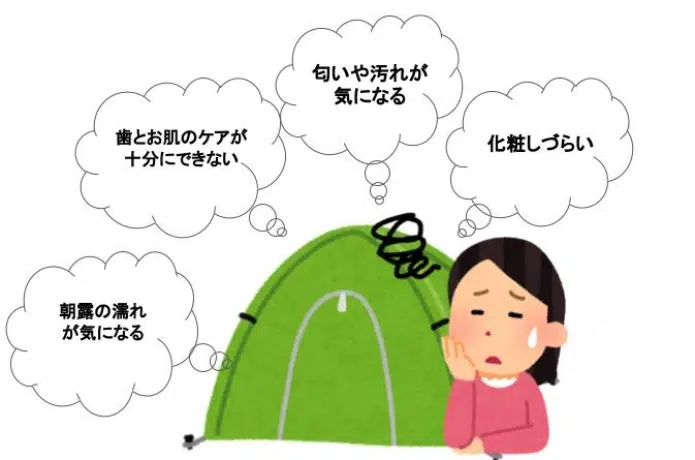 匂いや汚れが
気になる
歯とお肌のケアが
十分にできない
化粧しづらい
朝露の濡れ
が気になる